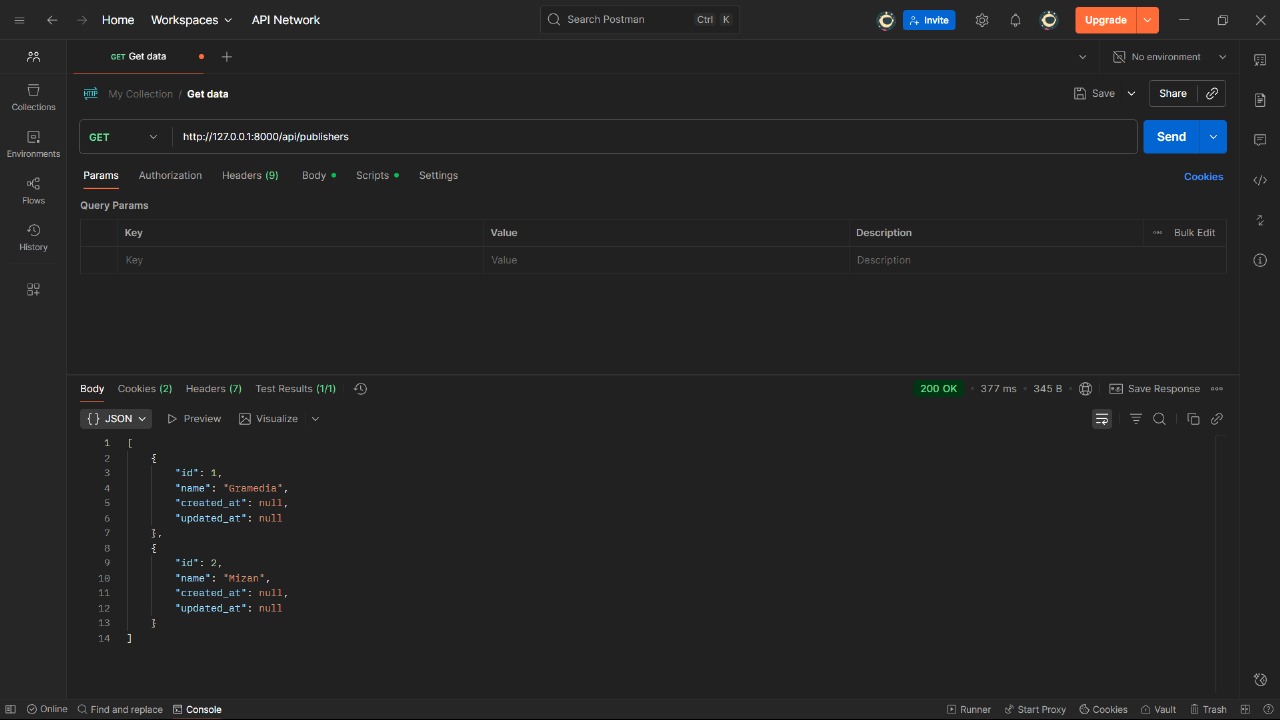 Home Workspaces API Network Search Postman Ctrl K Invite Upgrade
GET Get data No environment
HTTP My Collection / Get data Save Share
GET http://127.0.0.1:8000/api/publishers Send
Params Authorization Headers (9) Body Scripts Settings Cookies
Query Params
Key Value Description Bulk Edit
Key Value Description
Collections
Environments
Flows
History
Body Cookies (2) Headers (7) Test Results (1/1) 200 OK 377 ms 345 B Save Response
{} JSON Preview Visualize
1 [
2 {
3 "id": 1,
4 "name": "Gramedia",
5 "created_at": null,
6 "updated_at": null
7 },
8 {
9 "id": 2,
10 "name": "Mizan",
11 "created_at": null,
12 "updated_at": null
13 }
14 ]
Online Find and replace Console Runner Start Proxy Cookies Vault Trash